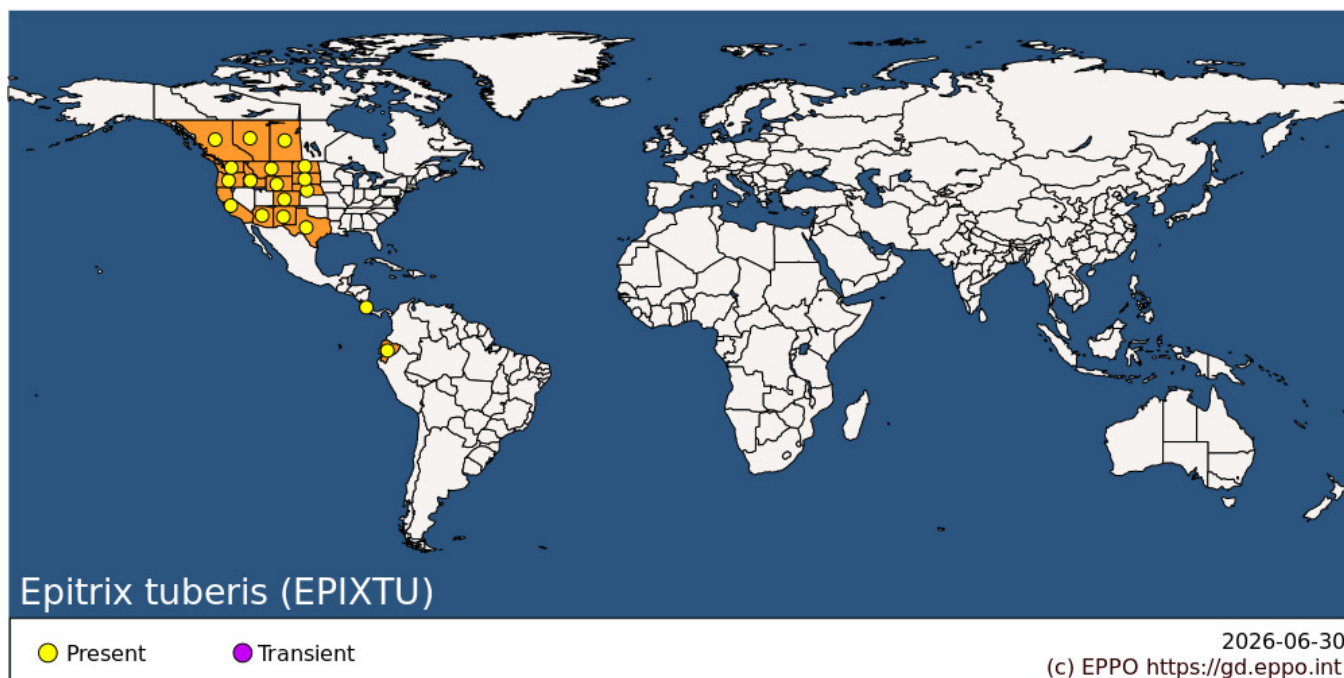 Epitrix tuberis (EPIXTU)
Present
Transient
2026-06-30
(c) EPPO https://gd.eppo.int